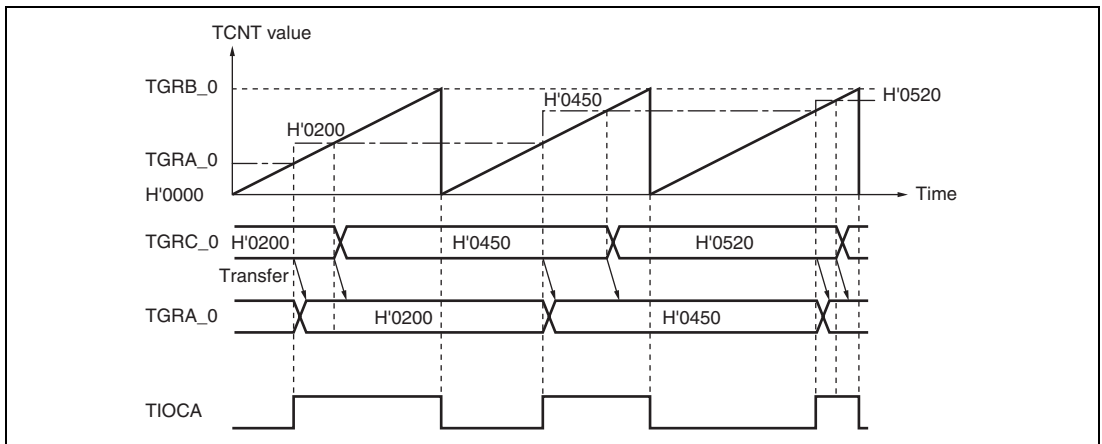 TCNT value
TGRB_0
H'0520
H'0450
H'0200
TGRA_0
H'0000
Time
TGRC_0 H'0200 H'0450 H'0520
Transfer
TGRA_0 H'0200 H'0450
TIOCA